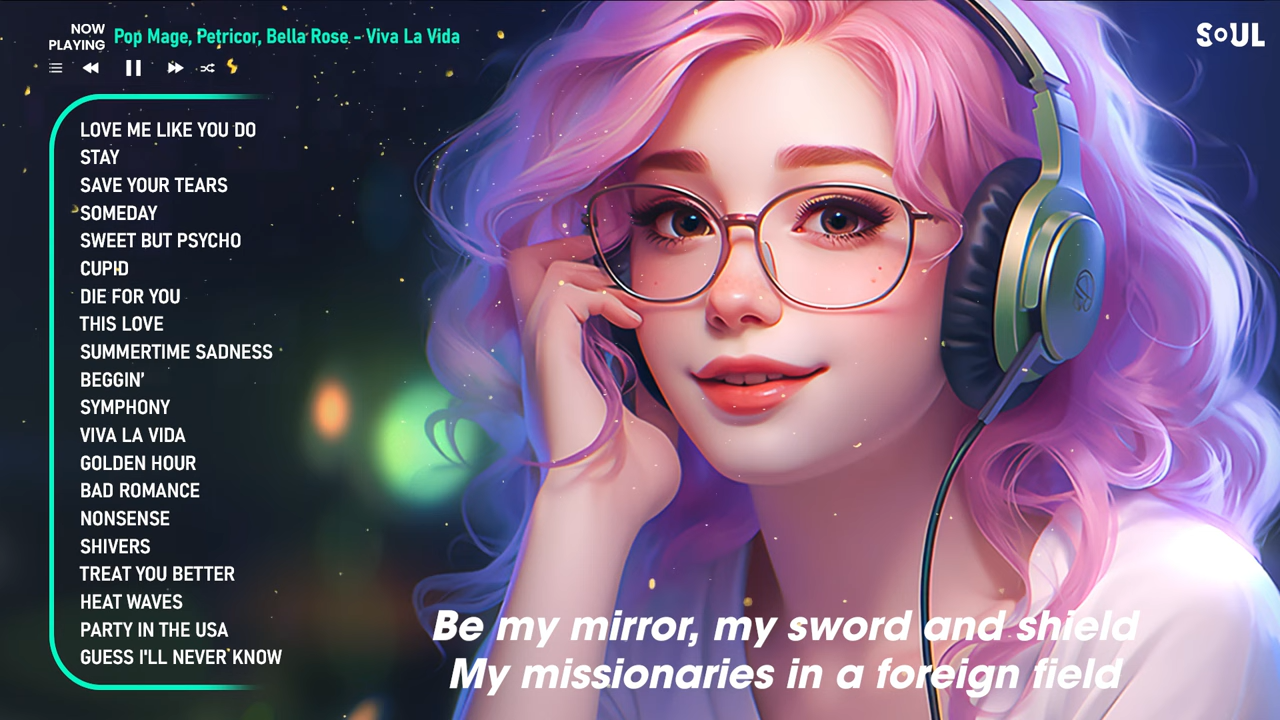 NOW
PLAYING
Pop Mage, Petricor, Bella Rose - Viva La Vida
SOUL
LOVE ME LIKE YOU DO
STAY
SAVE YOUR TEARS
SOMEDAY
SWEET BUT PSYCHO
CUPID
DIE FOR YOU
THIS LOVE
SUMMERTIME SADNESS
BEGGIN'
SYMPHONY
VIVA LA VIDA
GOLDEN HOUR
BAD ROMANCE
NONSENSE
SHIVERS
TREAT YOU BETTER
HEAT WAVES
PARTY IN THE USA
GUESS I'LL NEVER KNOW
Be my mirror, my sword and shield
My missionaries in a foreign field